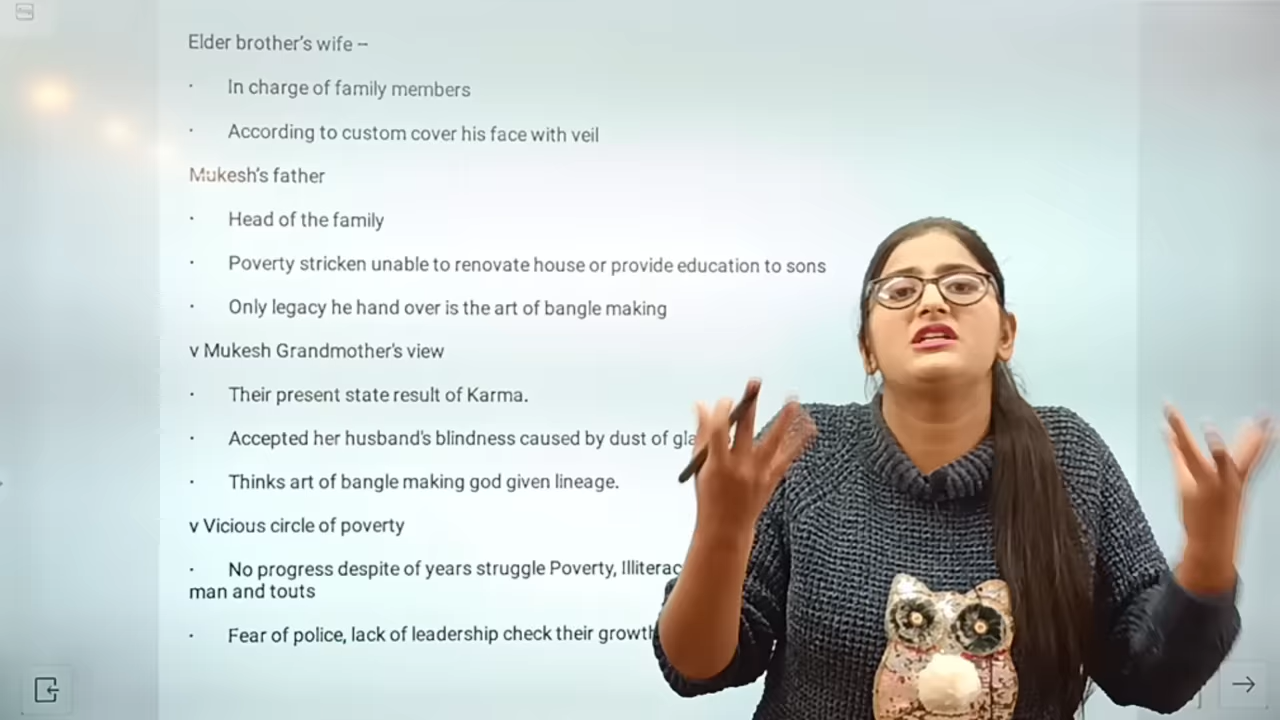 Elder brother's wife –
· In charge of family members
· According to custom cover his face with veil
Mukesh's father
· Head of the family
· Poverty stricken unable to renovate house or provide education to sons
· Only legacy he hand over is the art of bangle making
v Mukesh Grandmother's view
· Their present state result of Karma.
· Accepted her husband's blindness caused by dust of
· Thinks art of bangle making god given lineage.
v Vicious circle of poverty
· No progress despite of years struggle Poverty,
man and touts
· Fear of police, lack of leadership check their